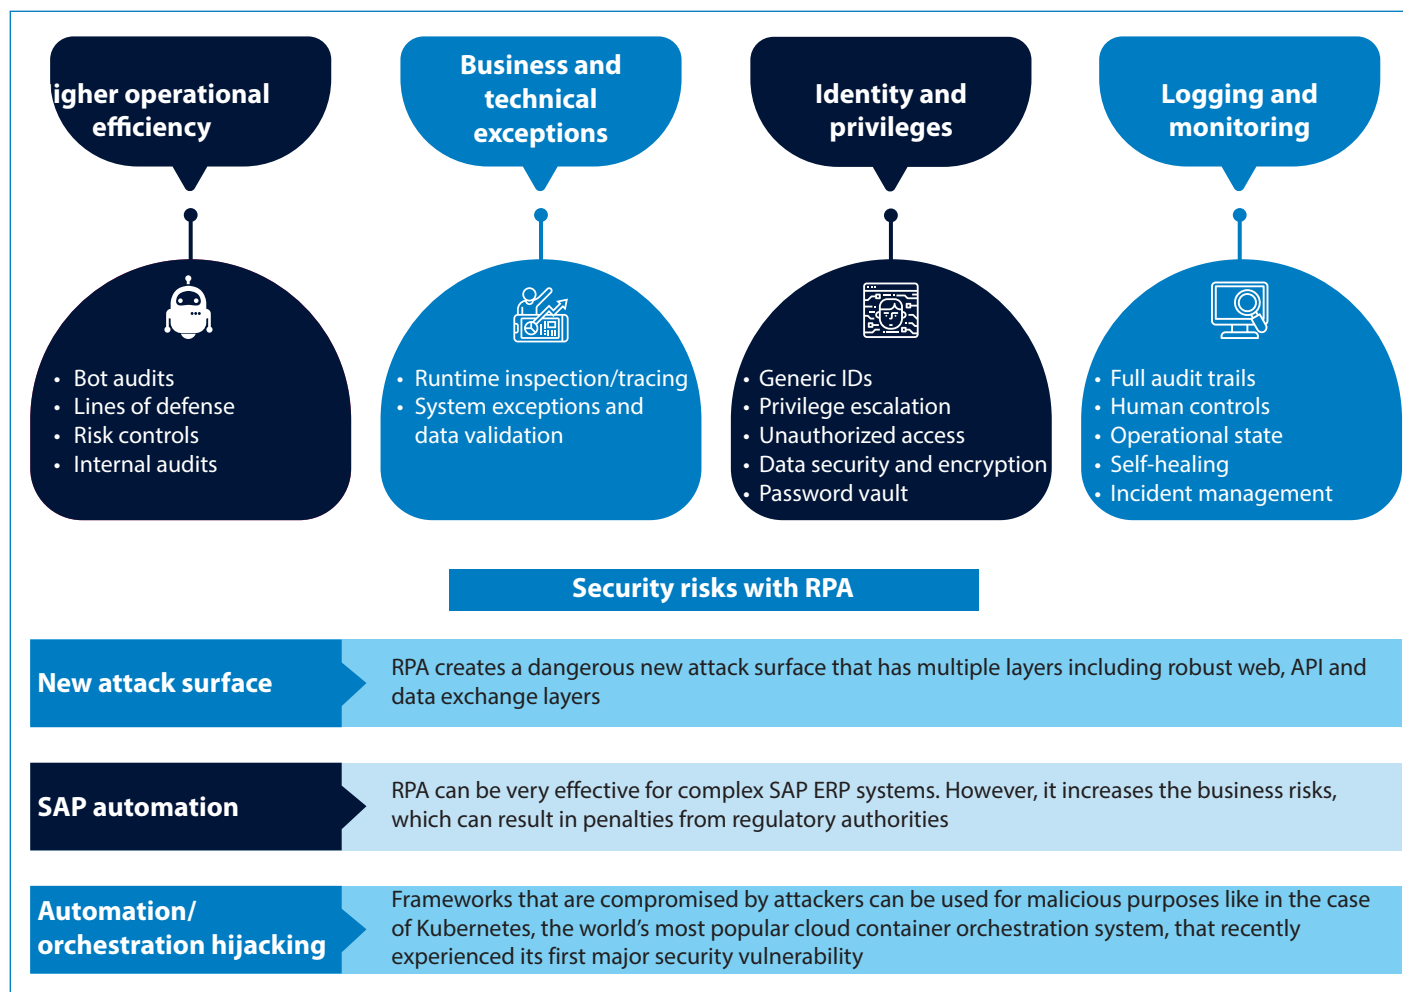 igher operational
efficiency
Business and
technical
exceptions
Identity and
privileges
Logging and
monitoring
• Bot audits
• Lines of defense
• Risk controls
• Internal audits
• Runtime inspection/tracing
• System exceptions and
data validation
• Generic IDs
• Privilege escalation
• Unauthorized access
• Data security and encryption
• Password vault
• Full audit trails
• Human controls
• Operational state
• Self-healing
• Incident management
Security risks with RPA
New attack surface
RPA creates a dangerous new attack surface that has multiple layers including robust web, API and
data exchange layers
SAP automation
RPA can be very effective for complex SAP ERP systems. However, it increases the business risks,
which can result in penalties from regulatory authorities
Automation/
orchestration hijacking
Frameworks that are compromised by attackers can be used for malicious purposes like in the case
of Kubernetes, the world’s most popular cloud container orchestration system, that recently
experienced its first major security vulnerability